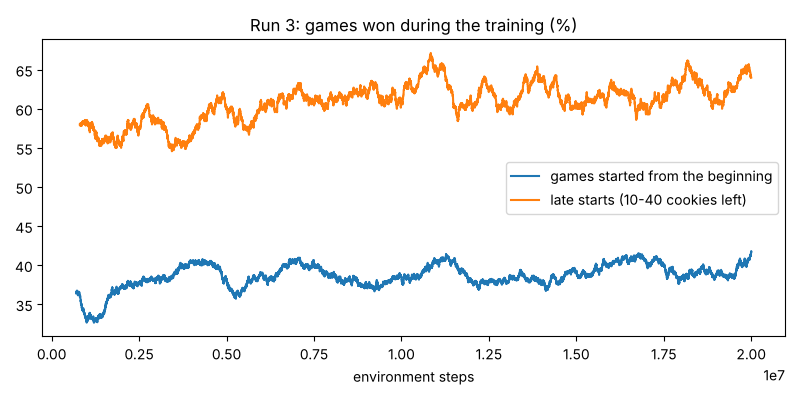 Run 3: games won during the training (%)
65
60
55
50
45
40
35
games started from the beginning
late starts (10-40 cookies left)
0.00 0.25 0.50 0.75 1.00 1.25 1.50 1.75 2.00
1e7
environment steps